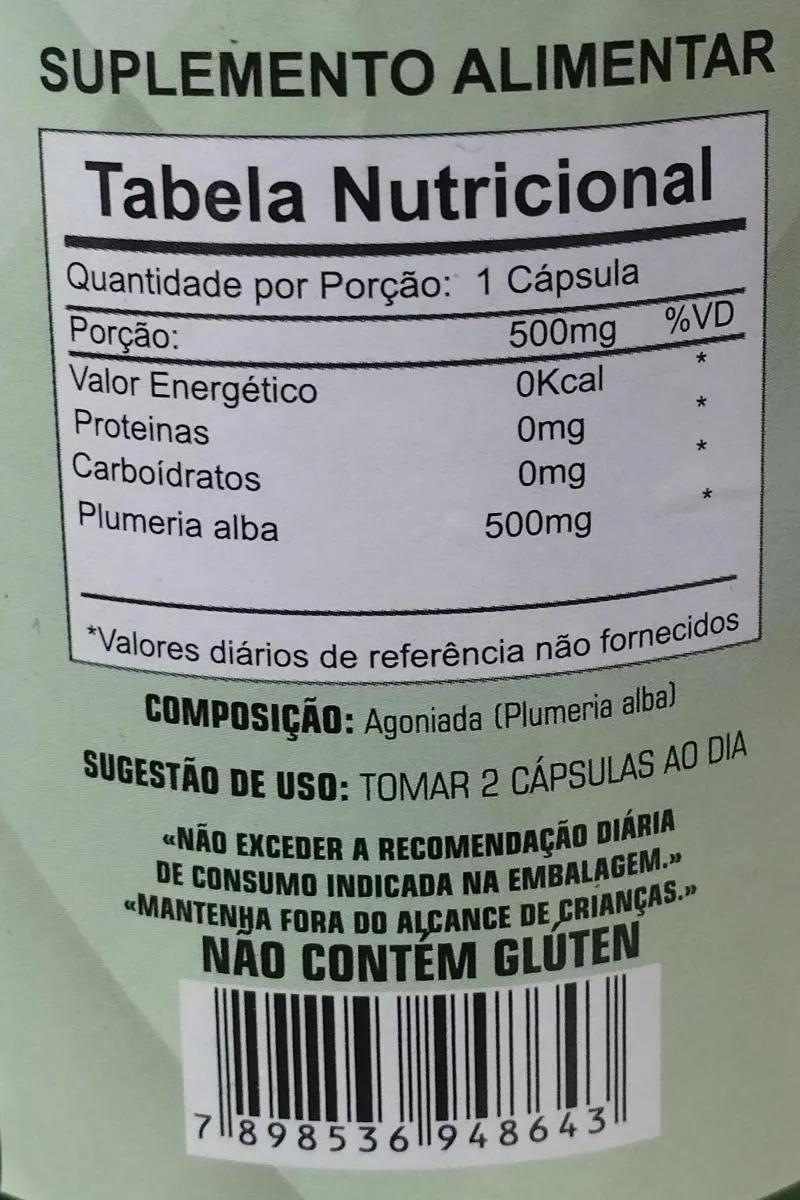 SUPLEMENTO ALIMENTAR
Tabela Nutricional
Quantidade por Porção: 1 Cápsula
Porção: 500mg %VD
Valor Energético 0Kcal *
Proteinas 0mg *
Carboídratos 0mg *
Plumeria alba 500mg *
*Valores diários de referência não fornecidos
COMPOSIÇÃO: Agoniada (Plumeria alba)
SUGESTÃO DE USO: TOMAR 2 CÁPSULAS AO DIA
«NÃO EXCEDER A RECOMENDAÇÃO DIÁRIA
DE CONSUMO INDICADA NA EMBALAGEM.»
«MANTENHA FORA DO ALCANCE DE CRIANÇAS.»
NÃO CONTÉM GLÚTEN
7 898536 948643